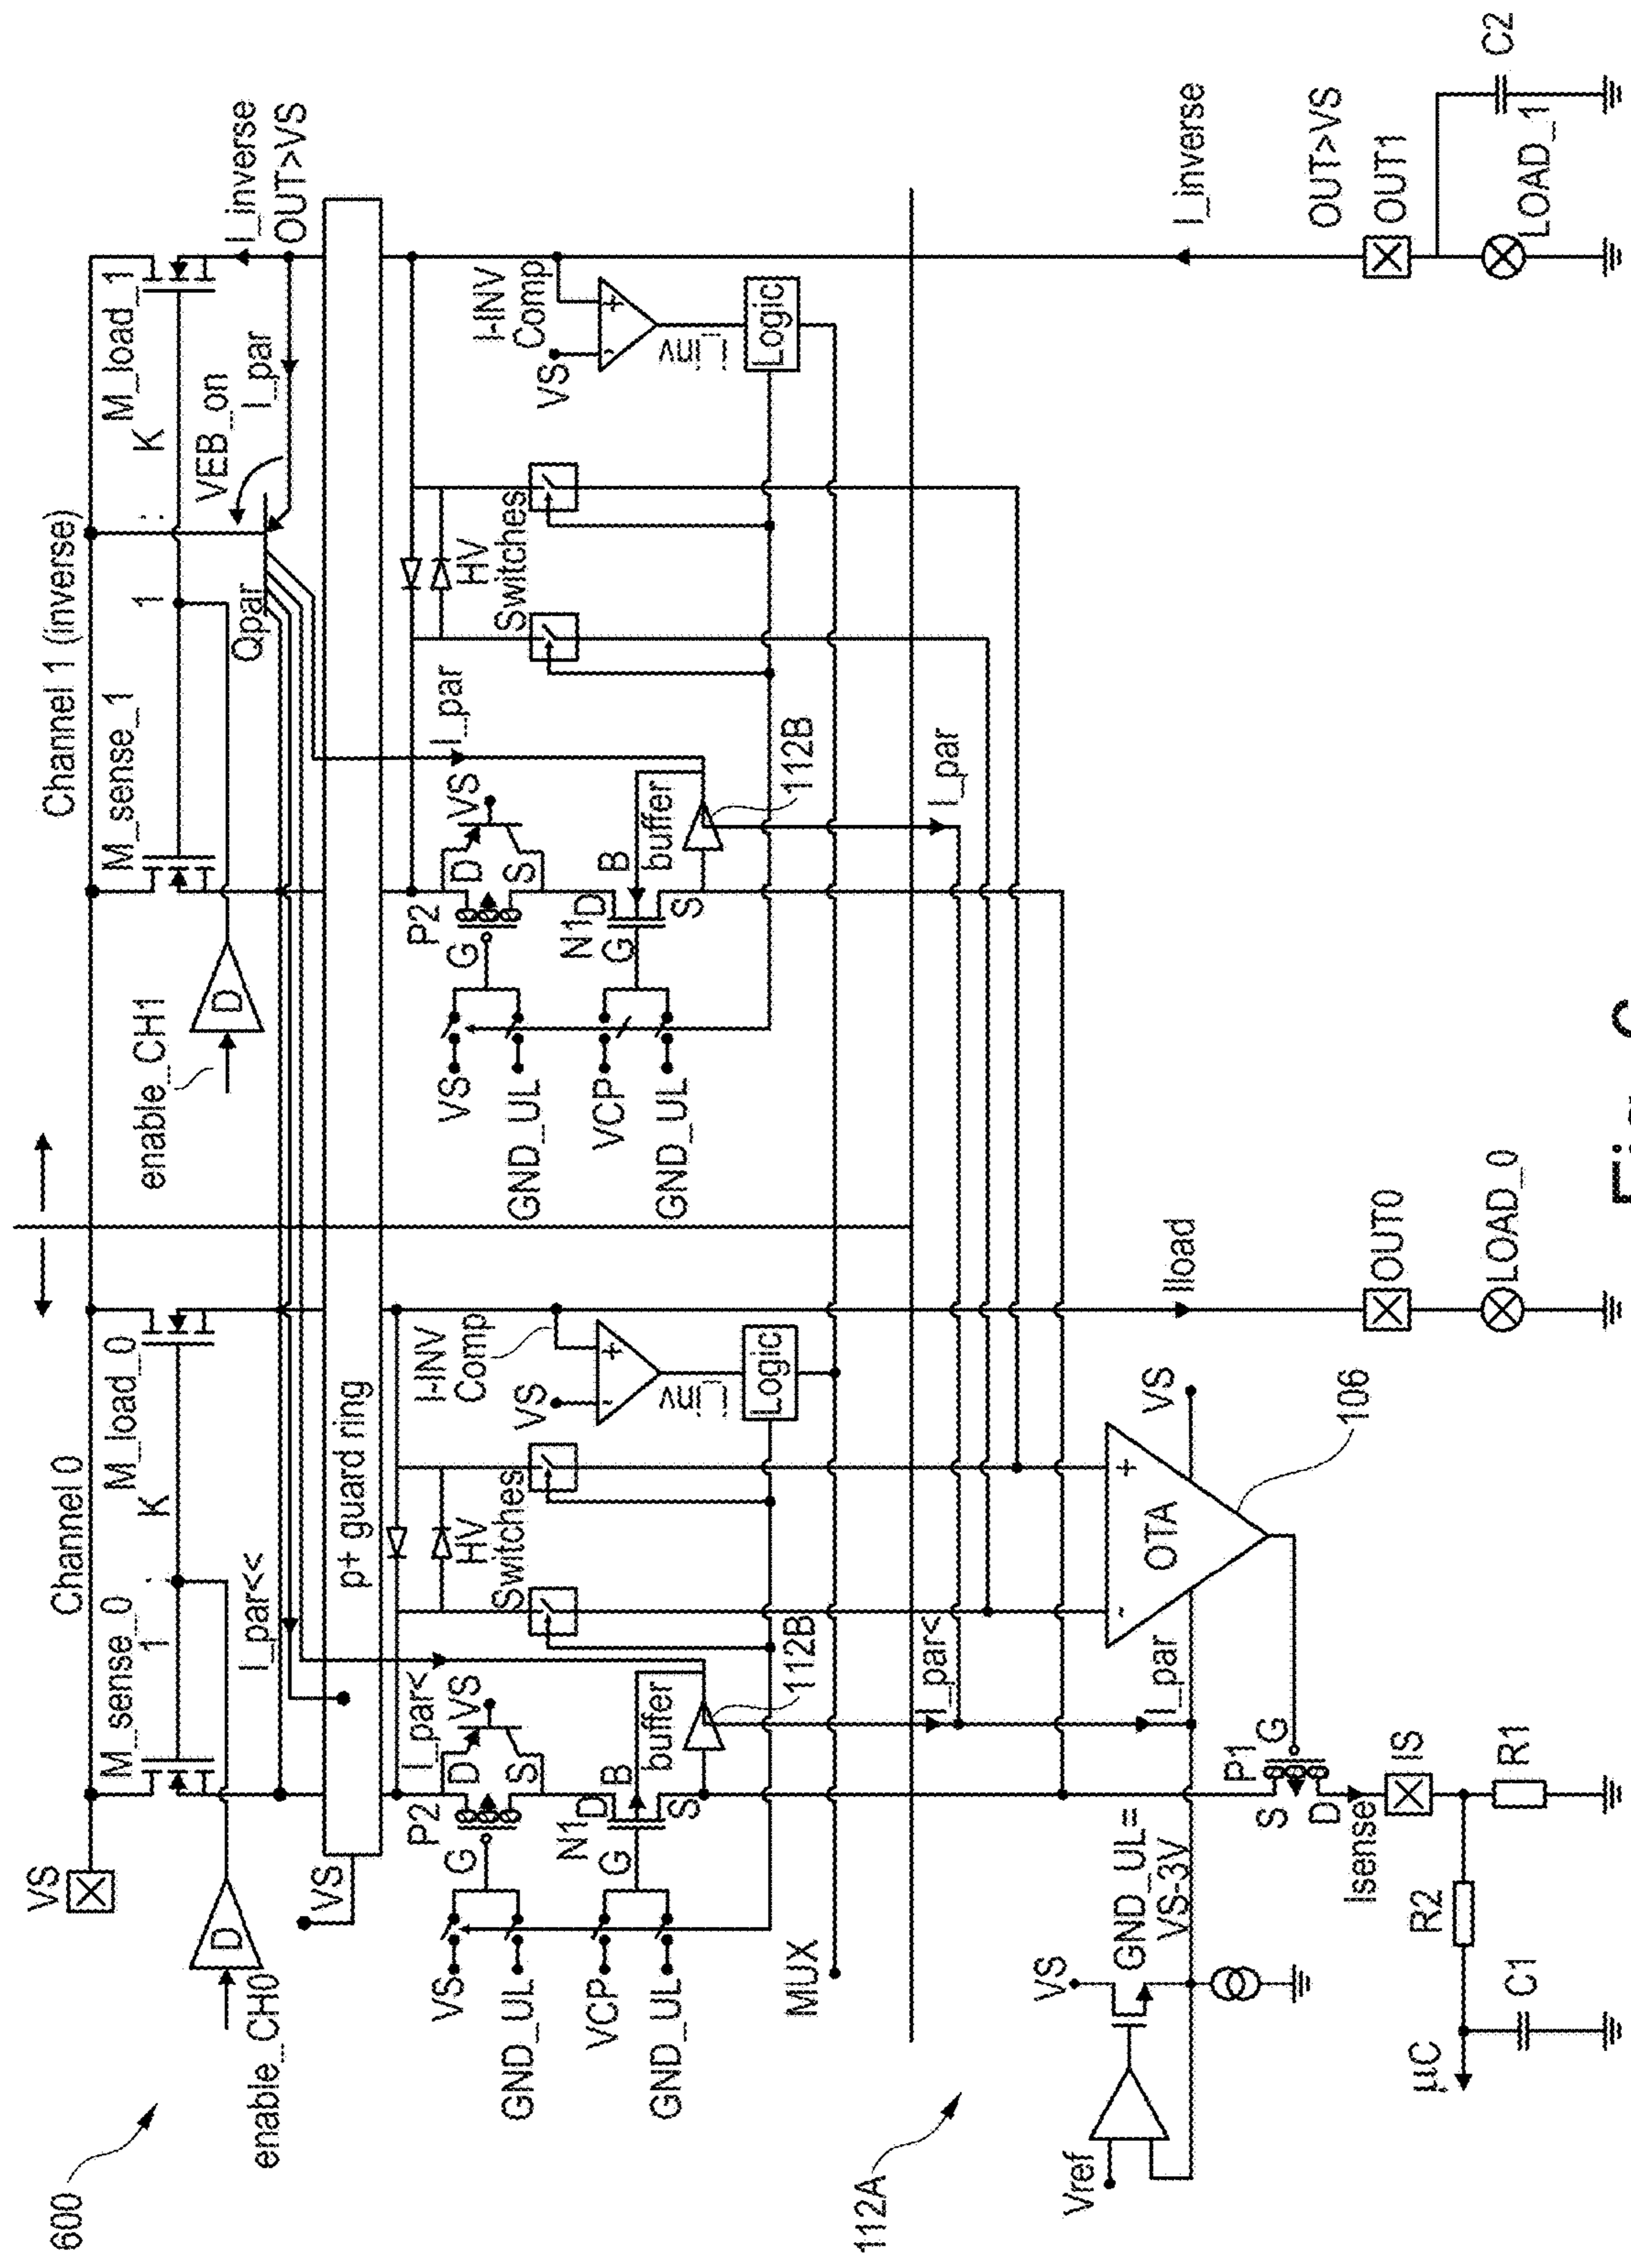 600
VS
Channel 0
Channel 1 (inverse)
enable_CH0
D
M_sense_0
1
:
K
M_load_0
I_par<<
enable_CH1
D
M_sense_1
1
:
K
M_load_1
Qpar
VEB_on
I_par
I_inverse
OUT>VS
VS
p+ guard ring
I_par<
P2
G
D
S
VS
VS
GND_UL
N1
G
D
B
S
VCP
GND_UL
buffer
112B
HV
Switches
I-INV
Comp
VS
+
-
I_inv
Logic
MUX
I_par
P2
G
D
S
VS
VS
GND_UL
N1
G
D
B
S
VCP
GND_UL
buffer
112B
HV
Switches
I-INV
Comp
VS
+
-
I_inv
Logic
112A
I_par<
I_par
Iload
I_inverse
Vref
VS
GND_UL=
VS-3V
I_par
-
+
OTA
VS
106
P1
G
S
D
Isense
IS
R1
R2
µC
C1
OUT0
LOAD_0
OUT>VS
OUT1
LOAD_1
C2